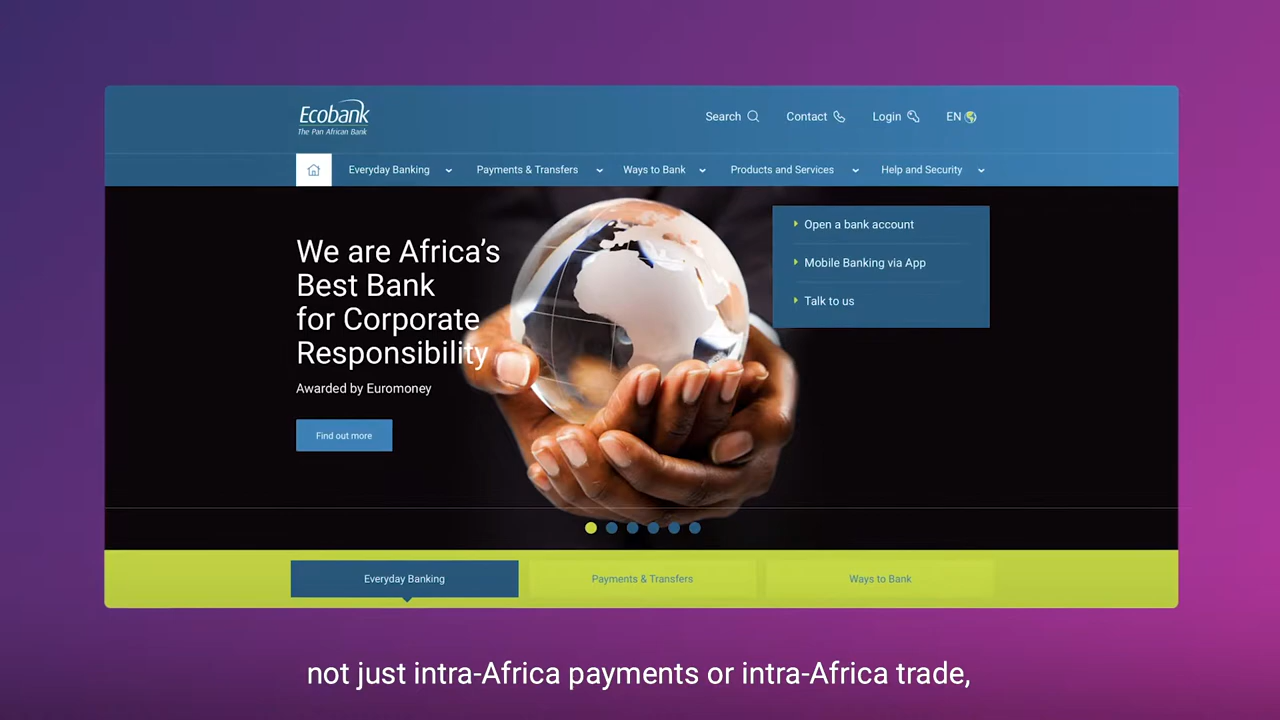 Ecobank
The Pan African Bank
Search
Contact
Login
EN
Everyday Banking
Payments & Transfers
Ways to Bank
Products and Services
Help and Security
We are Africa’s
Best Bank
for Corporate
Responsibility
Awarded by Euromoney
Find out more
Open a bank account
Mobile Banking via App
Talk to us
Everyday Banking
Payments & Transfers
Ways to Bank
not just intra-Africa payments or intra-Africa trade,